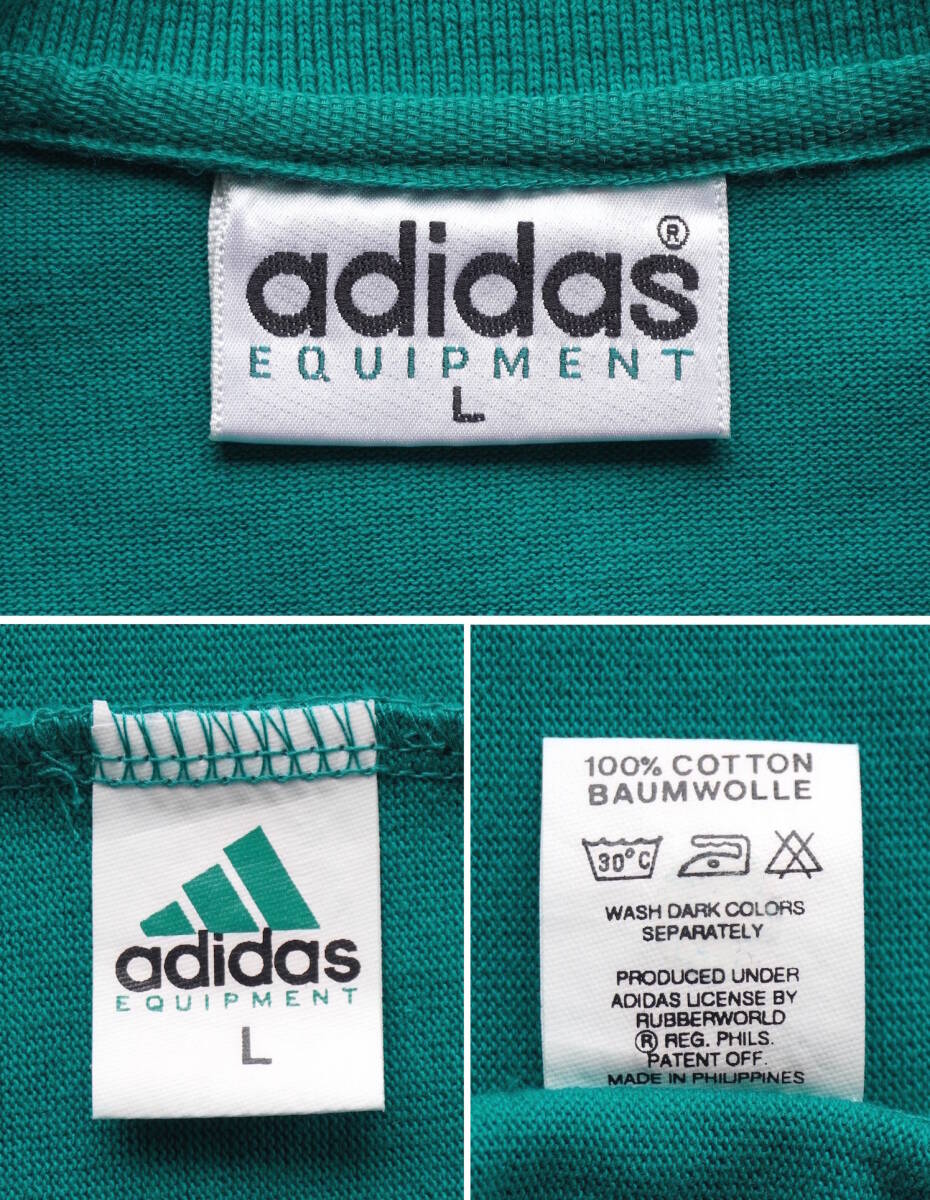 adidas®
EQUIPMENT
L
adidas
EQUIPMENT
L
100% COTTON
BAUMWOLLE
30°C
WASH DARK COLORS
SEPARATELY
PRODUCED UNDER
ADIDAS LICENSE BY
RUBBERWORLD
® REG. PHILS.
PATENT OFF.
MADE IN PHILIPPINES